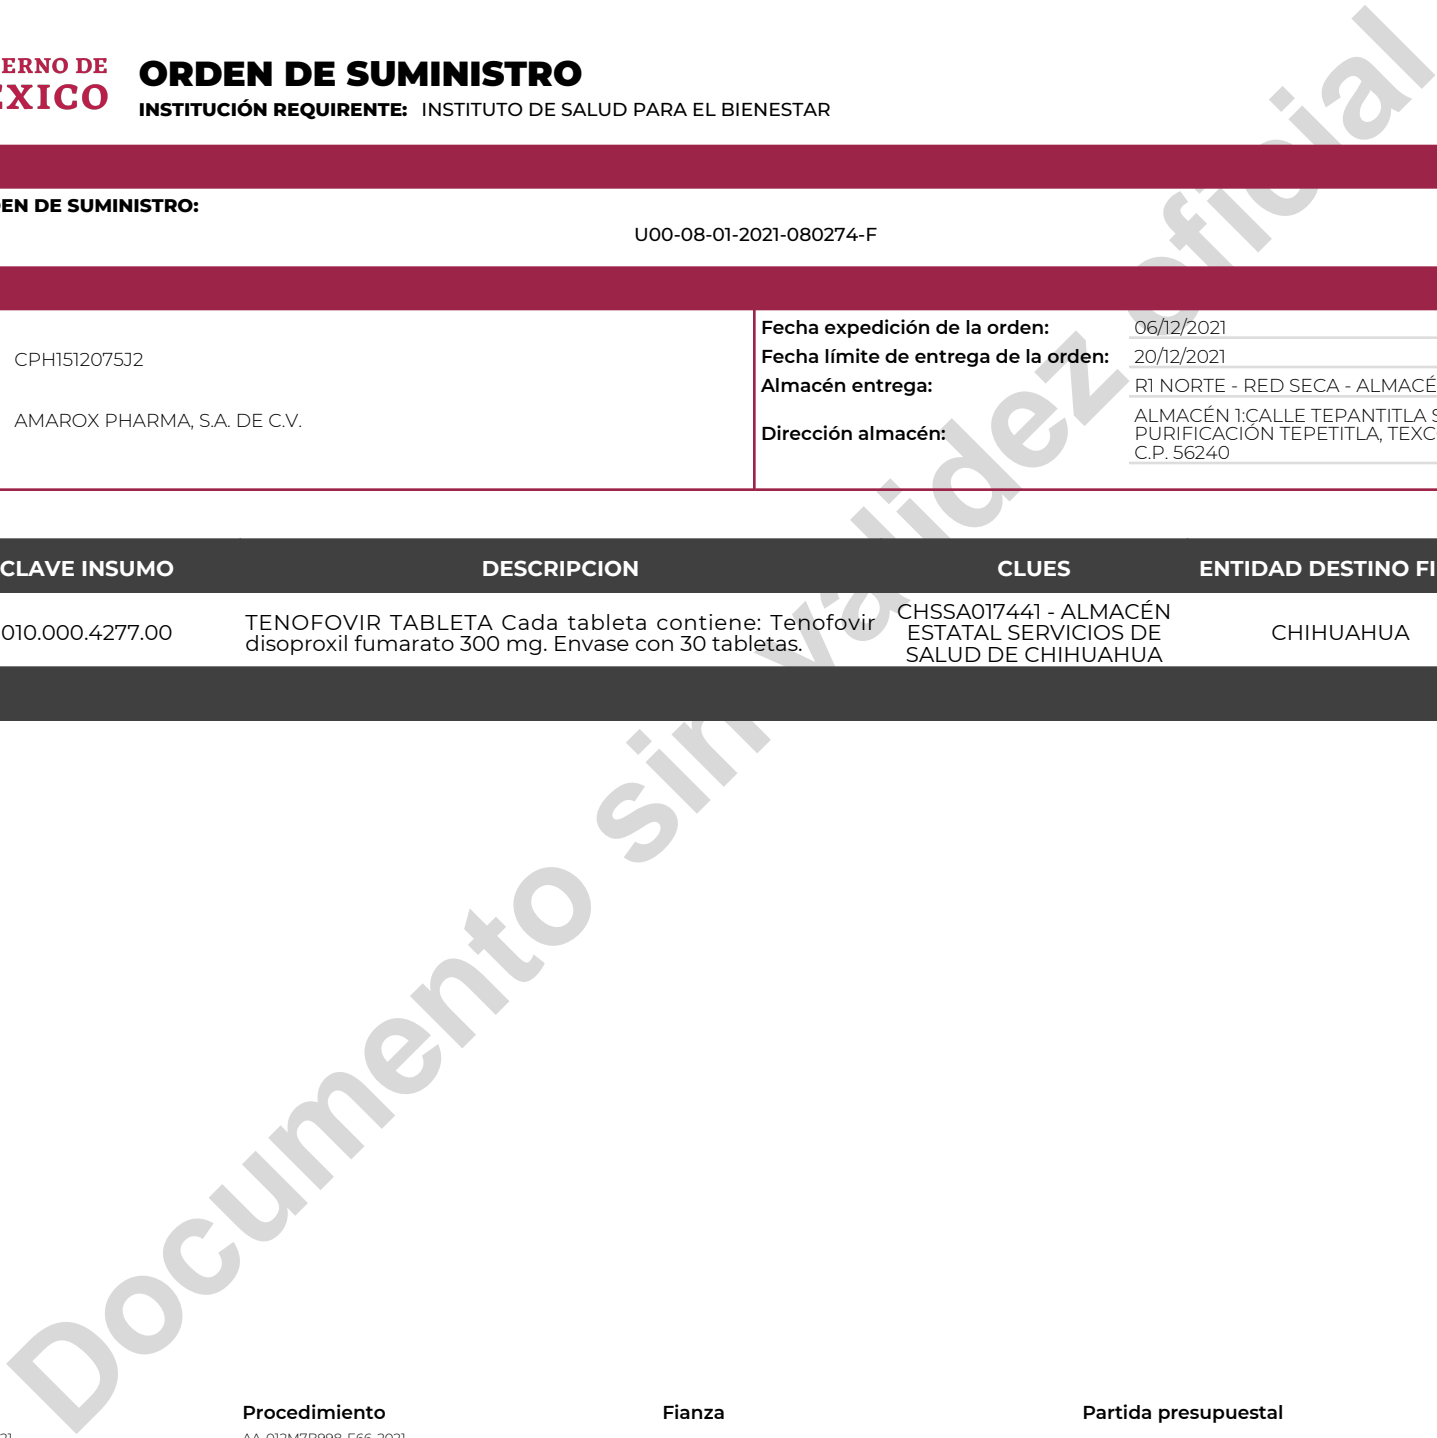 ERNO DE
ÉXICO
ORDEN DE SUMINISTRO
INSTITUCIÓN REQUIRENTE: INSTITUTO DE SALUD PARA EL BIENESTAR
EN DE SUMINISTRO:
U00-08-01-2021-080274-F
CPH1512075J2
AMAROX PHARMA, S.A. DE C.V.
Fecha expedición de la orden: 06/12/2021
Fecha límite de entrega de la orden: 20/12/2021
Almacén entrega: R1 NORTE - RED SECA - ALMACÉ
Dirección almacén: ALMACÉN 1:CALLE TEPANTITLA S
PURIFICACIÓN TEPETITLA, TEXC
C.P. 56240
CLAVE INSUMO DESCRIPCION CLUES ENTIDAD DESTINO FI
010.000.4277.00
TENOFOVIR TABLETA Cada tableta contiene: Tenofovir
disoproxil fumarato 300 mg. Envase con 30 tabletas.
CHSSA017441 - ALMACÉN
ESTATAL SERVICIOS DE
SALUD DE CHIHUAHUA
CHIHUAHUA
Documento sin validez oficial
Procedimiento Fianza Partida presupuestal